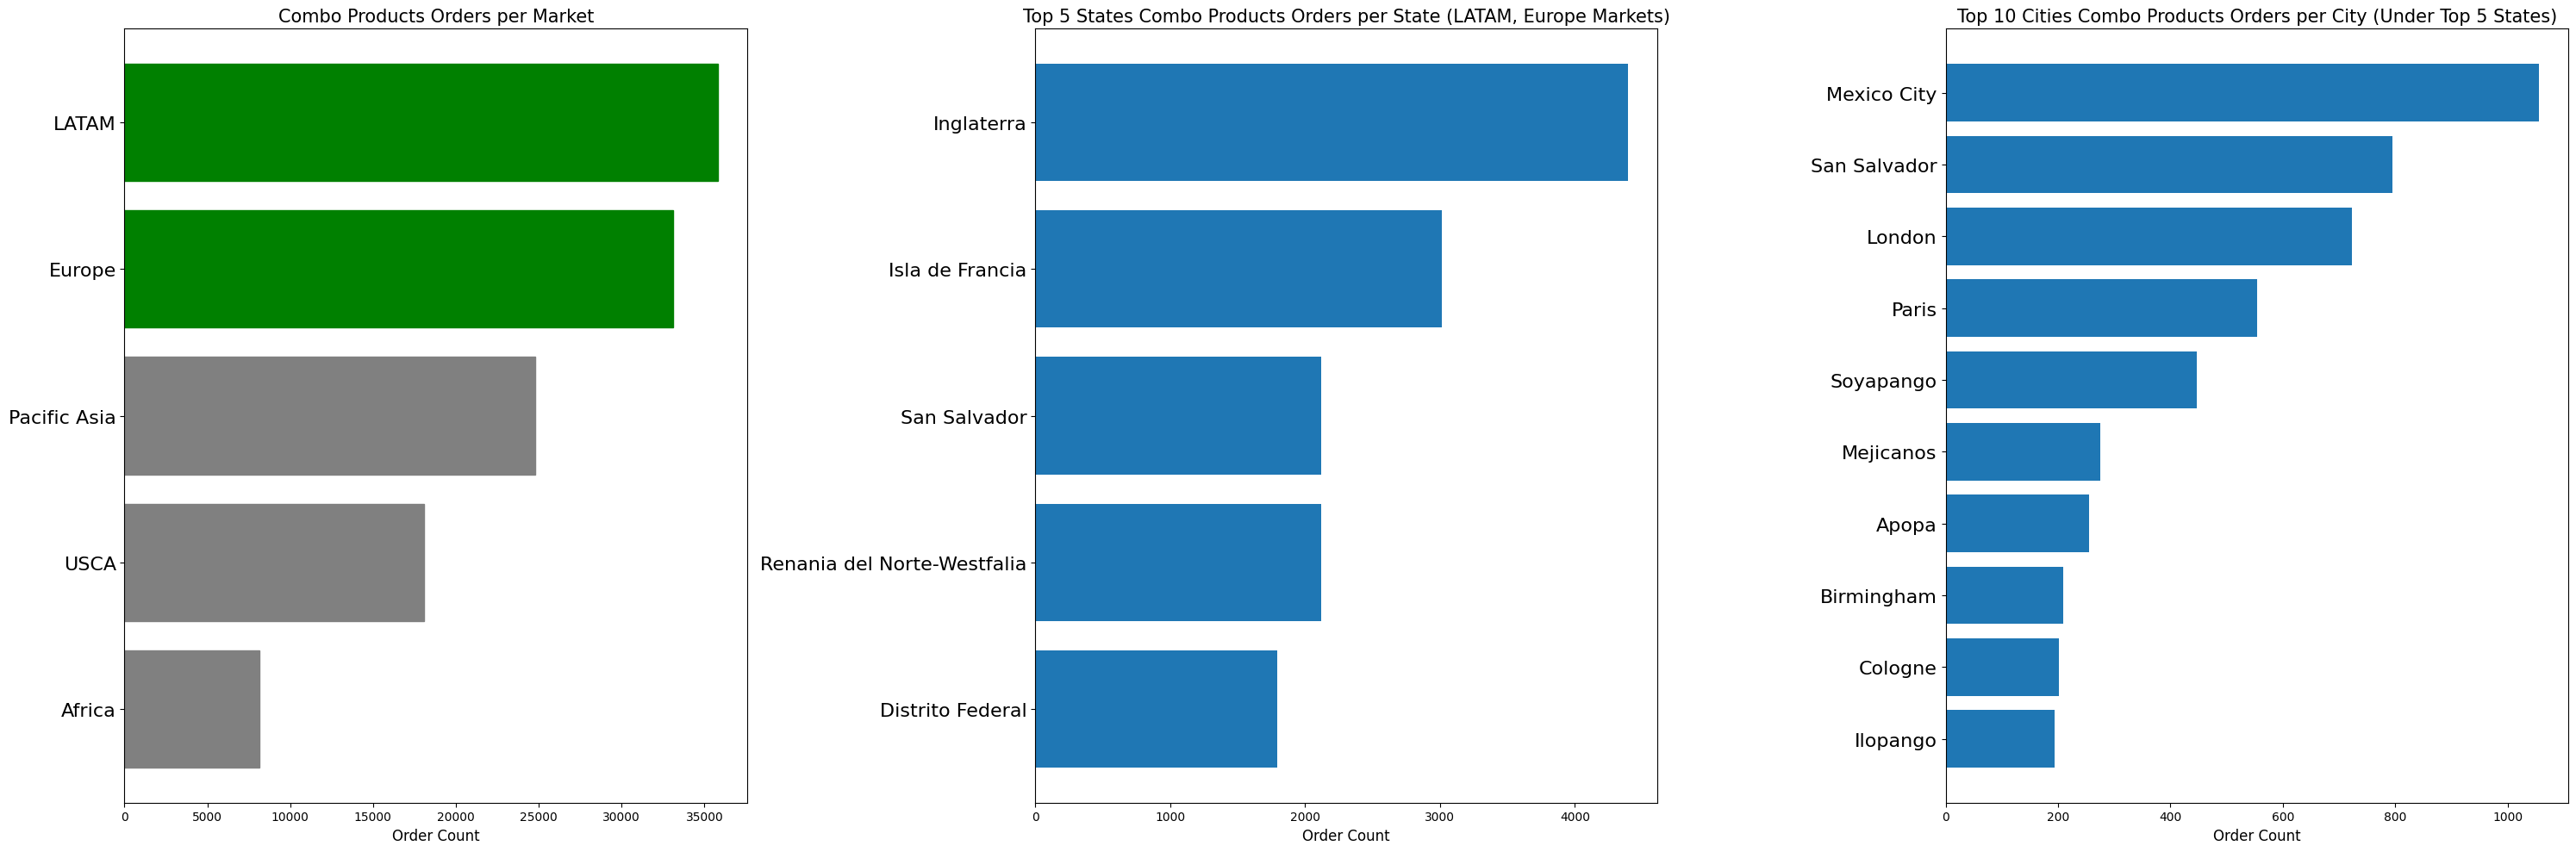 Combo Products Orders per Market
LATAM
Europe
Pacific Asia
USCA
Africa
0 5000 10000 15000 20000 25000 30000 35000
Order Count
Top 5 States Combo Products Orders per State (LATAM, Europe Markets)
Inglaterra
Isla de Francia
San Salvador
Renania del Norte-Westfalia
Distrito Federal
0 1000 2000 3000 4000
Order Count
Top 10 Cities Combo Products Orders per City (Under Top 5 States)
Mexico City
San Salvador
London
Paris
Soyapango
Mejicanos
Apopa
Birmingham
Cologne
Ilopango
0 200 400 600 800 1000
Order Count